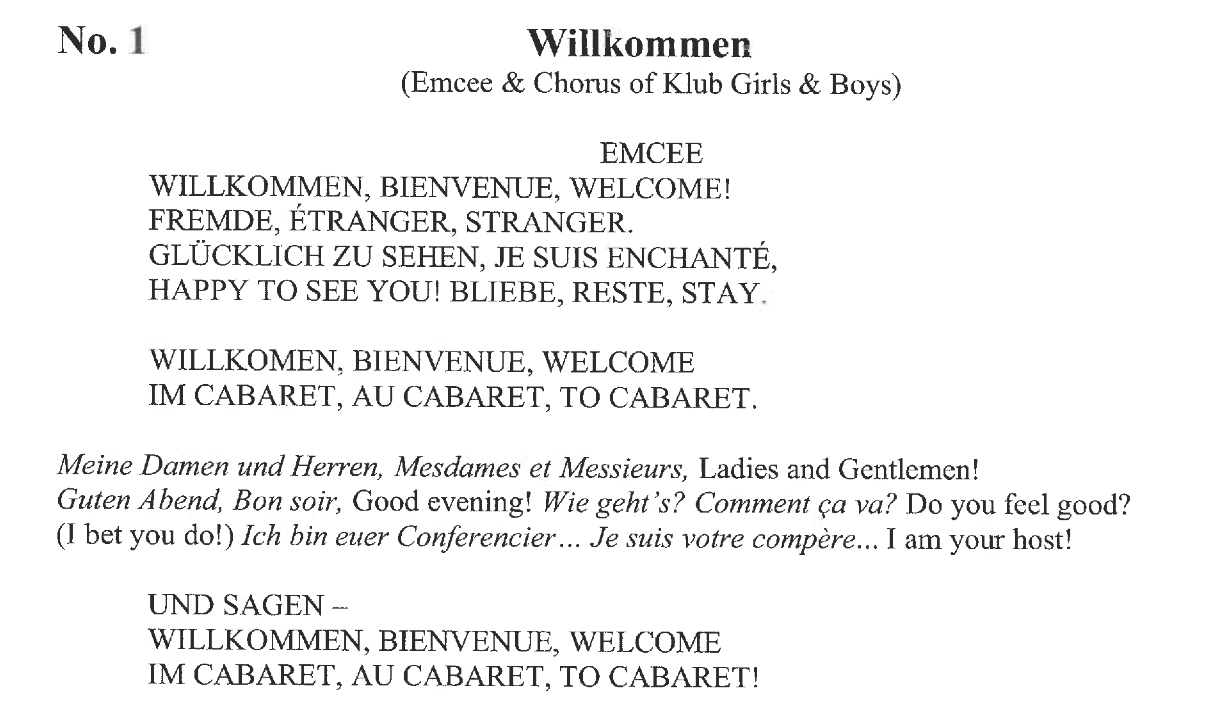 No. 1 Willkommen
(Emcee & Chorus of Klub Girls & Boys)
EMCEE
WILLKOMMEN, BIENVENUE, WELCOME!
FREMDE, ÉTRANGER, STRANGER.
GLÜCKLICH ZU SEHEN, JE SUIS ENCHANTÉ,
HAPPY TO SEE YOU! BLIEBE, RESTE, STAY.
WILLKOMEN, BIENVENUE, WELCOME
IM CABARET, AU CABARET, TO CABARET.
Meine Damen und Herren, Mesdames et Messieurs, Ladies and Gentlemen!
Guten Abend, Bon soir, Good evening! Wie geht's? Comment ça va? Do you feel good?
(I bet you do!) Ich bin euer Conferencier... Je suis votre compère... I am your host!
UND SAGEN –
WILLKOMMEN, BIENVENUE, WELCOME
IM CABARET, AU CABARET, TO CABARET!